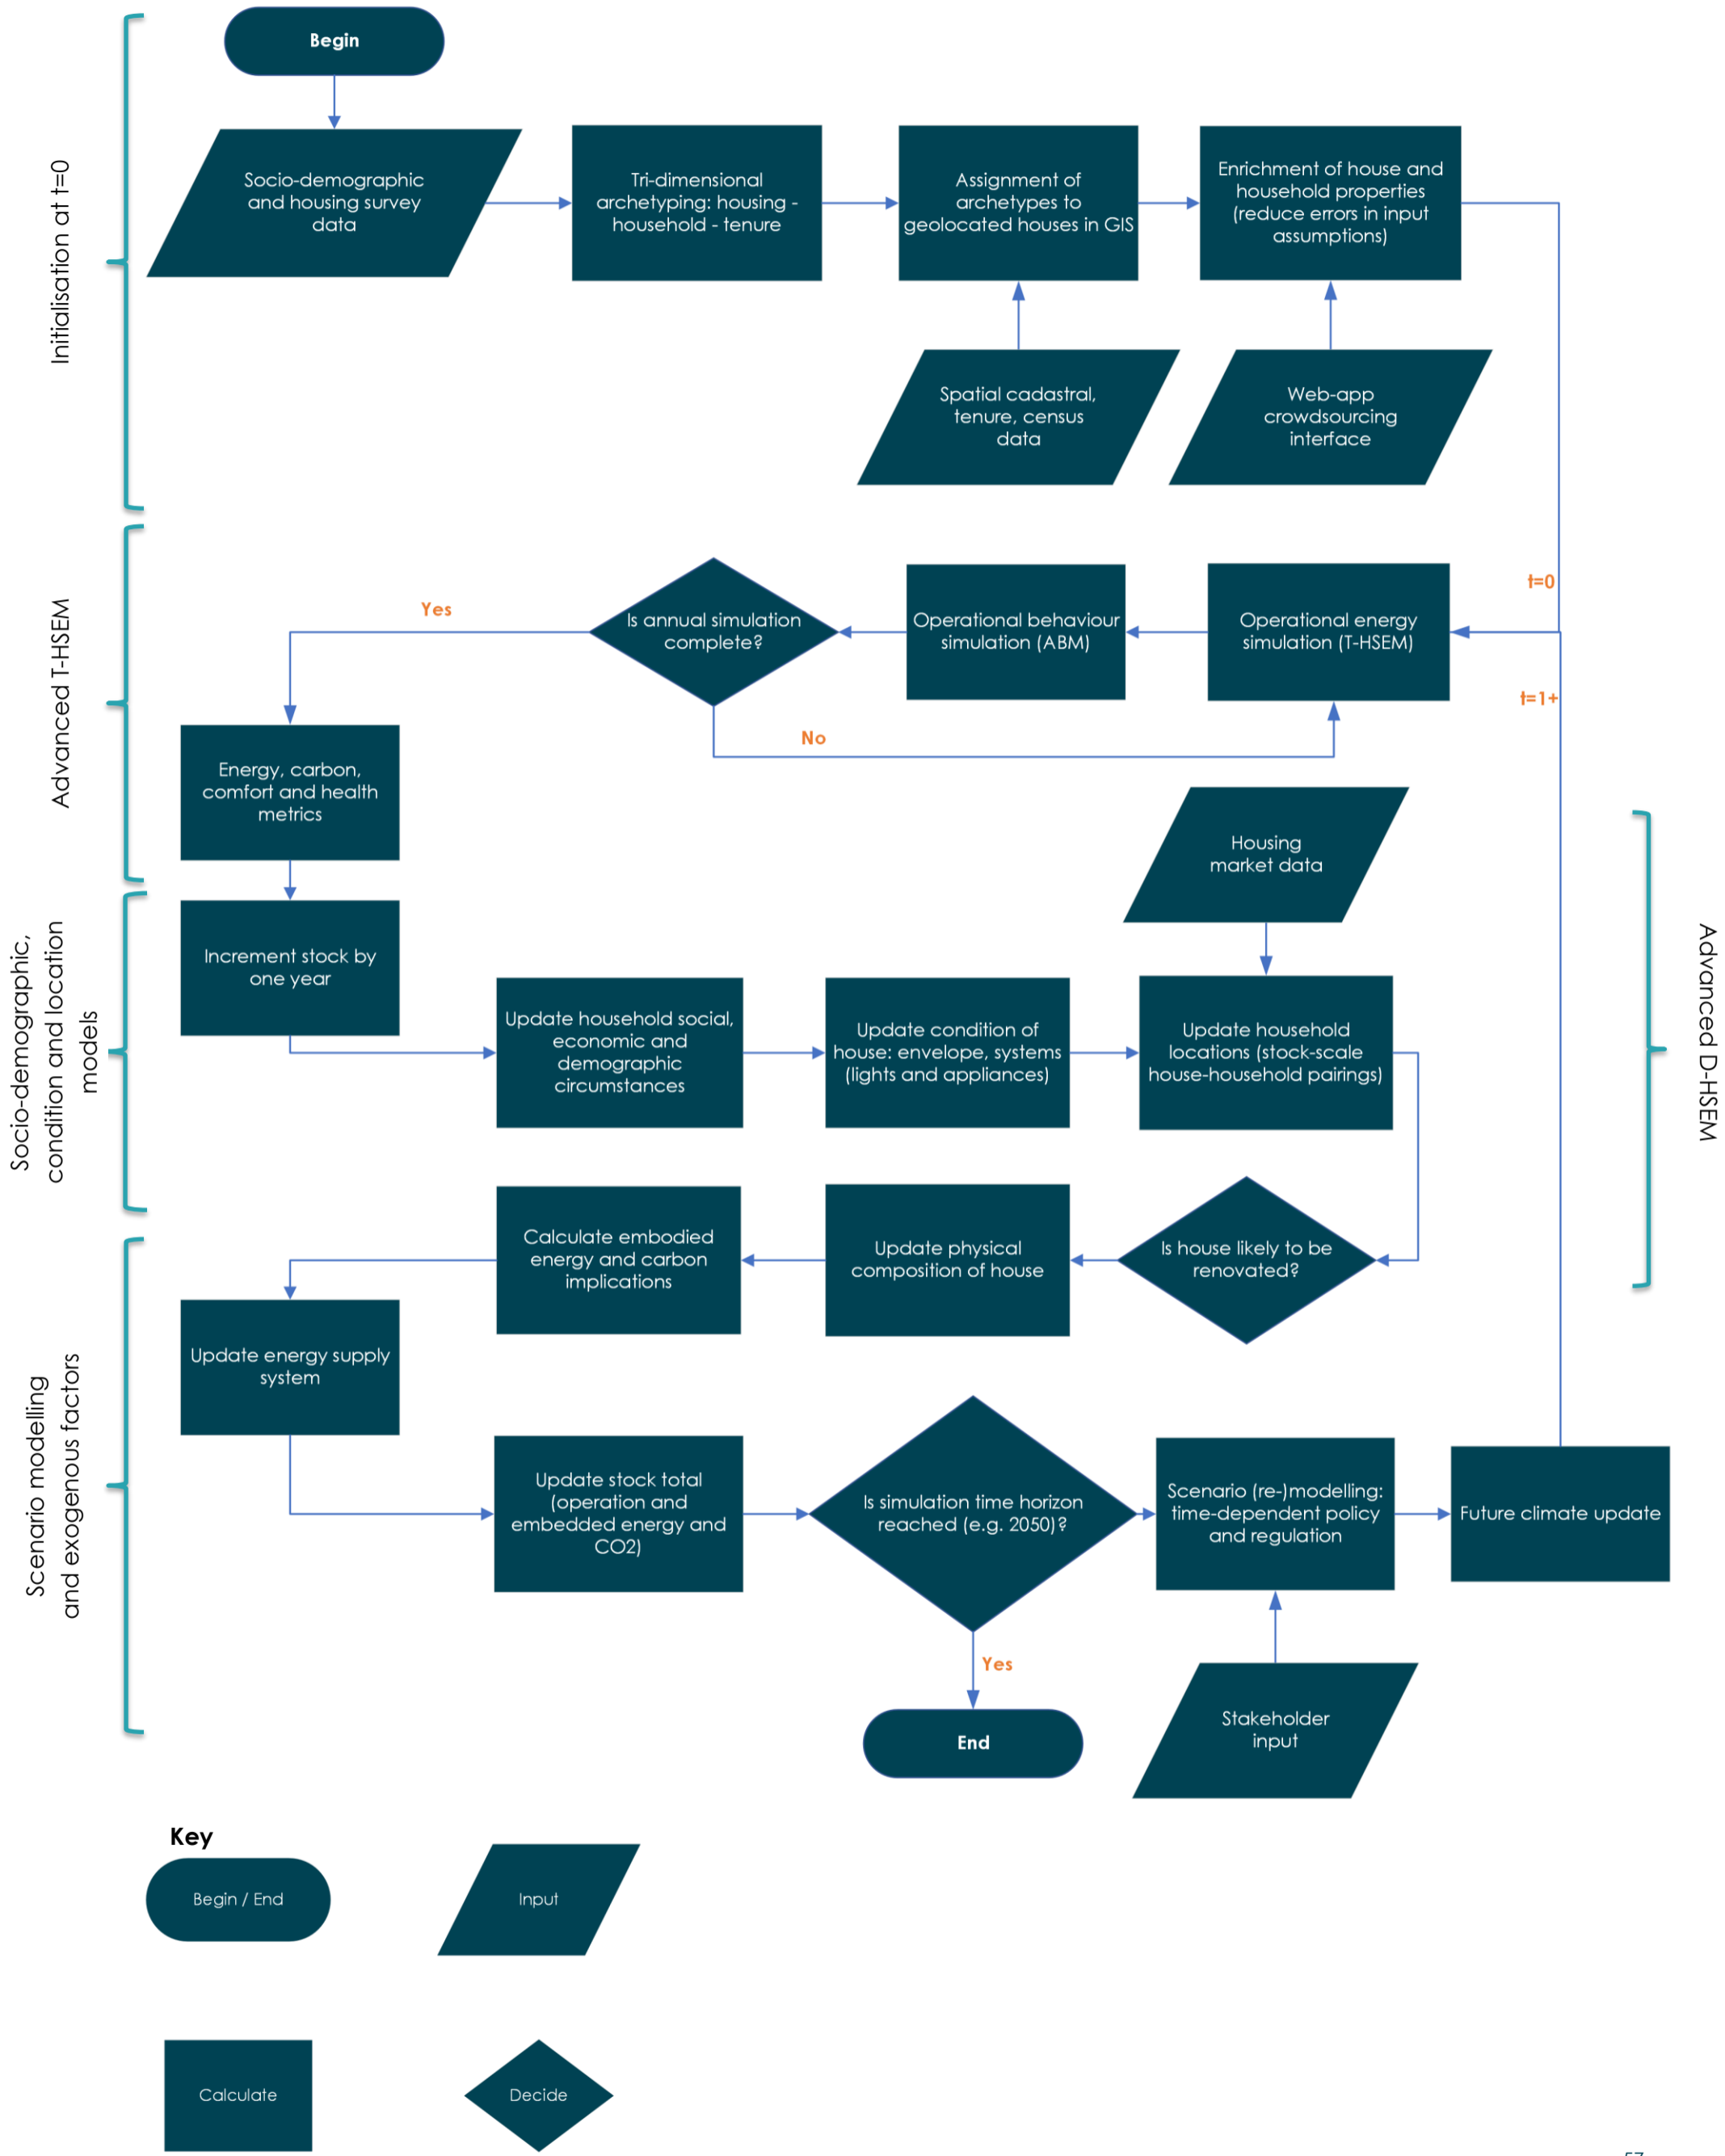 Initialisation at t=0
Begin
Socio-demographic
and housing survey
data
Tri-dimensional
archetyping: housing -
household - tenure
Assignment of
archetypes to
geolocated houses in GIS
Enrichment of house and
household properties
(reduce errors in input
assumptions)
Spatial cadastral,
tenure, census
data
Web-app
crowdsourcing
interface
Advanced T-HSEM
t=0
t=1+
Operational energy
simulation (T-HSEM)
Operational behaviour
simulation (ABM)
Is annual simulation
complete?
Yes
No
Energy, carbon,
comfort and health
metrics
Housing
market data
Advanced D-HSEM
Socio-demographic,
condition and location
models
Increment stock by
one year
Update household social,
economic and
demographic
circumstances
Update condition of
house: envelope, systems
(lights and appliances)
Update household
locations (stock-scale
house-household pairings)
Is house likely to be
renovated?
Update physical
composition of house
Calculate embodied
energy and carbon
implications
Scenario modelling
and exogenous factors
Update energy supply
system
Update stock total
(operation and
embedded energy and
CO2)
Is simulation time horizon
reached (e.g. 2050)?
Scenario (re-)modelling:
time-dependent policy
and regulation
Future climate update
Yes
End
Stakeholder
input
Key
Begin / End
Input
Calculate
Decide